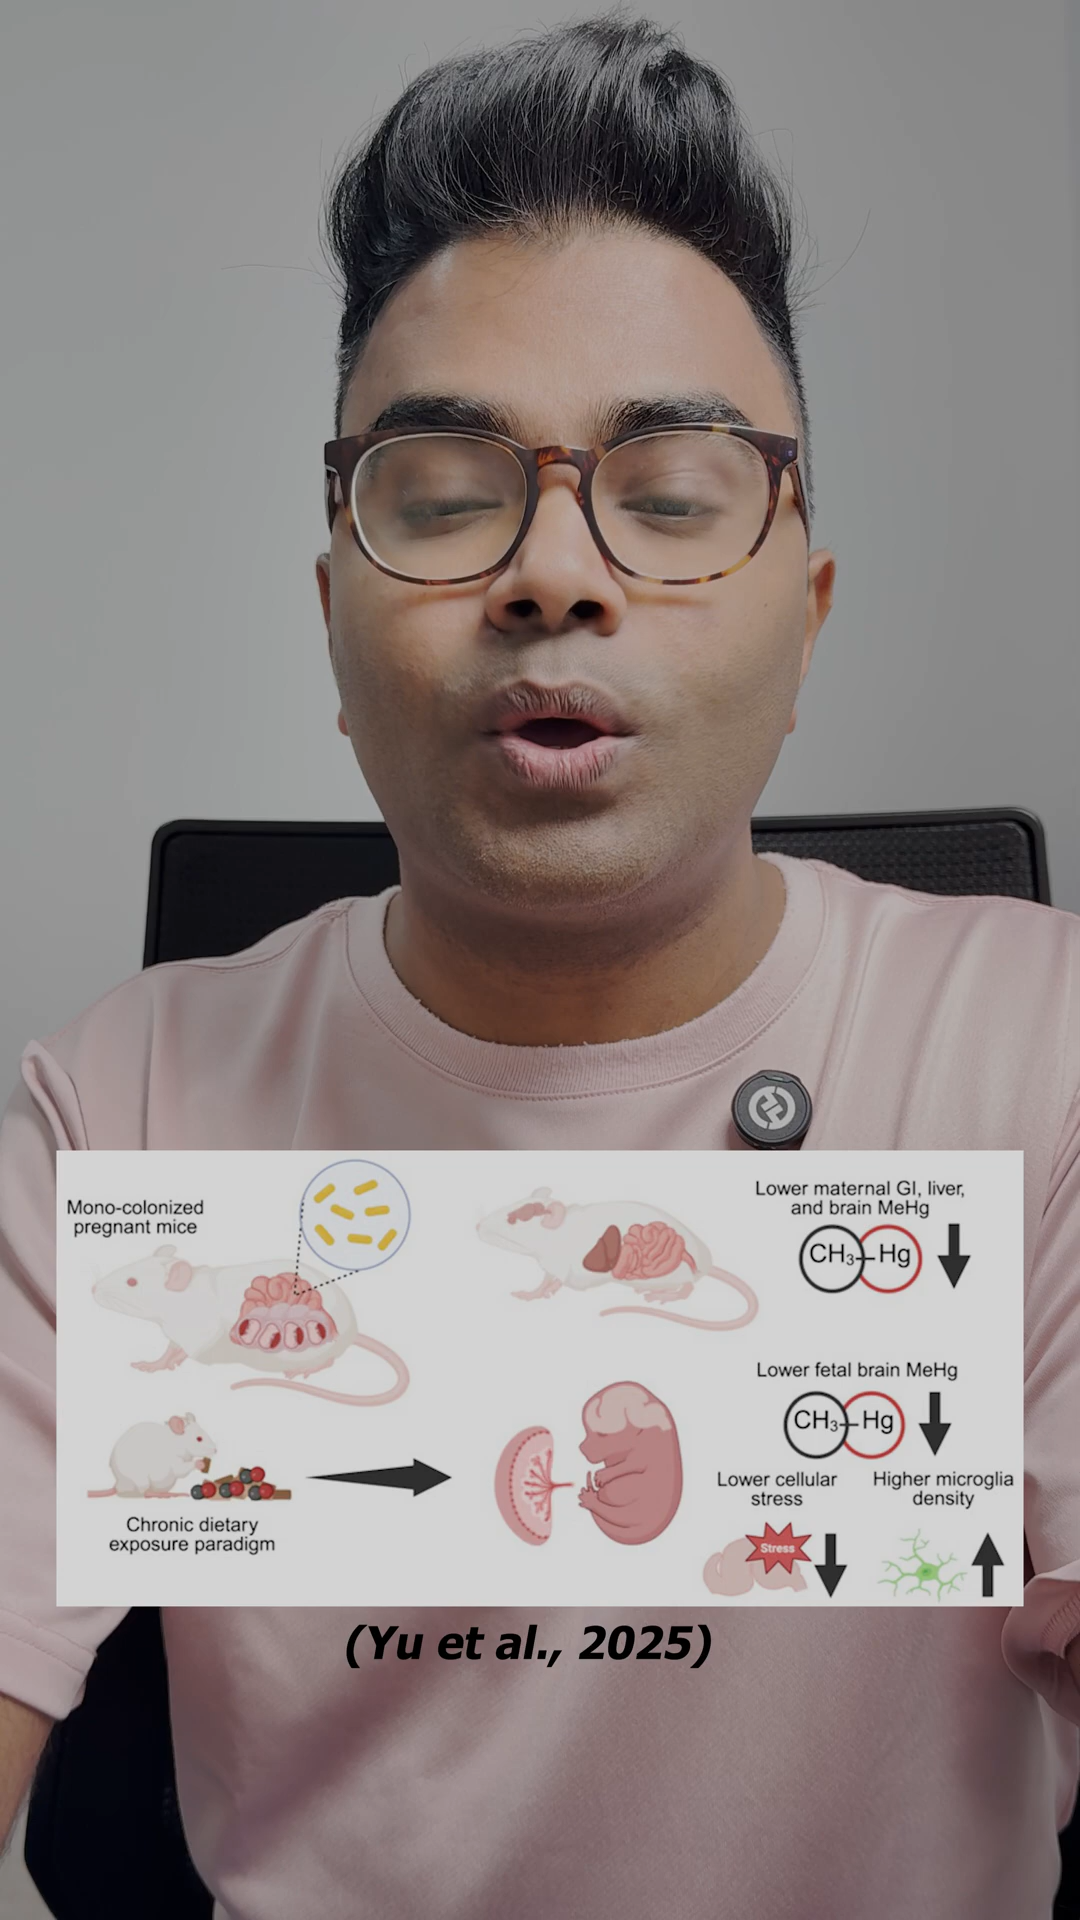 Mono-colonized
pregnant mice
Chronic dietary
exposure paradigm
Lower maternal GI, liver,
and brain MeHg
CH₃–Hg
Lower fetal brain MeHg
CH₃–Hg
Lower cellular
stress
Stress
Higher microglia
density
(Yu et al., 2025)